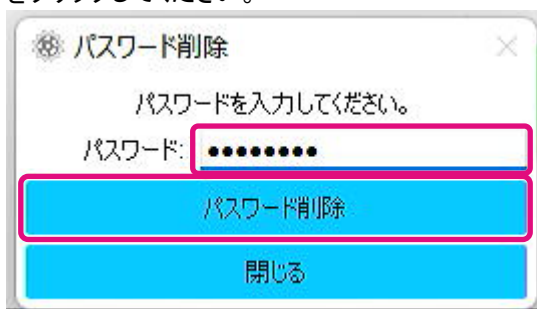 をクリックしてください。
パスワード削除
パスワードを入力してください。
パスワード: ●●●●●●●●
パスワード削除
閉じる